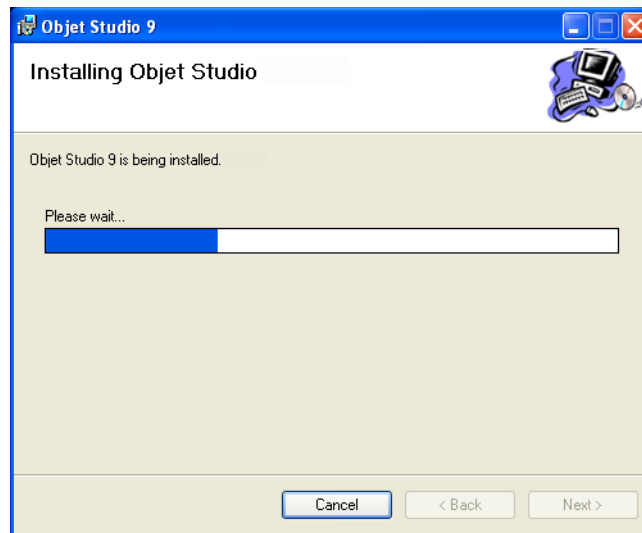 Objet Studio 9
Installing Objet Studio
Objet Studio 9 is being installed.
Please wait...
Cancel
< Back
Next >